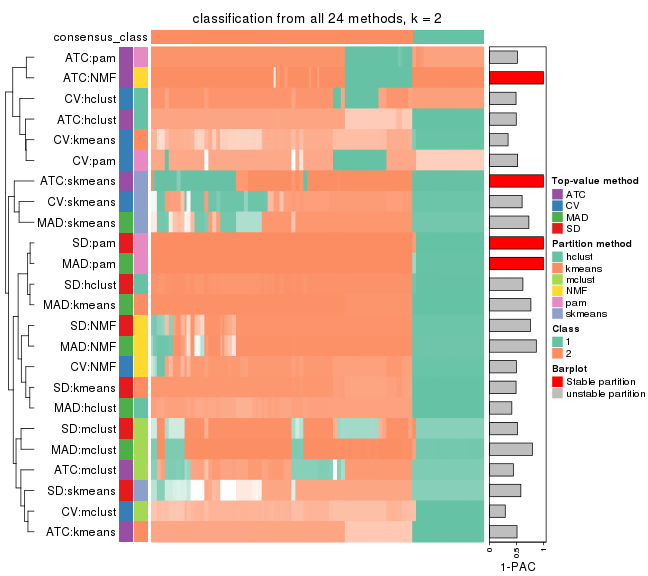 classification from all 24 methods, k = 2
consensus_class
ATC:pam
ATC:NMF
CV:hclust
ATC:hclust
CV:kmeans
CV:pam
ATC:skmeans
CV:skmeans
MAD:skmeans
SD:pam
MAD:pam
SD:hclust
MAD:kmeans
SD:NMF
MAD:NMF
CV:NMF
SD:kmeans
MAD:hclust
SD:mclust
MAD:mclust
ATC:mclust
SD:skmeans
CV:mclust
ATC:kmeans
0
0.5
1
1-PAC
Top-value method
ATC
CV
MAD
SD
Partition method
hclust
kmeans
mclust
NMF
pam
skmeans
Class
1
2
Barplot
Stable partition
unstable partition